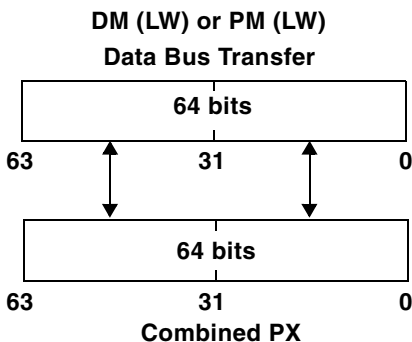 DM (LW) or PM (LW)
Data Bus Transfer
64 bits
63 31 0
64 bits
63 31 0
Combined PX